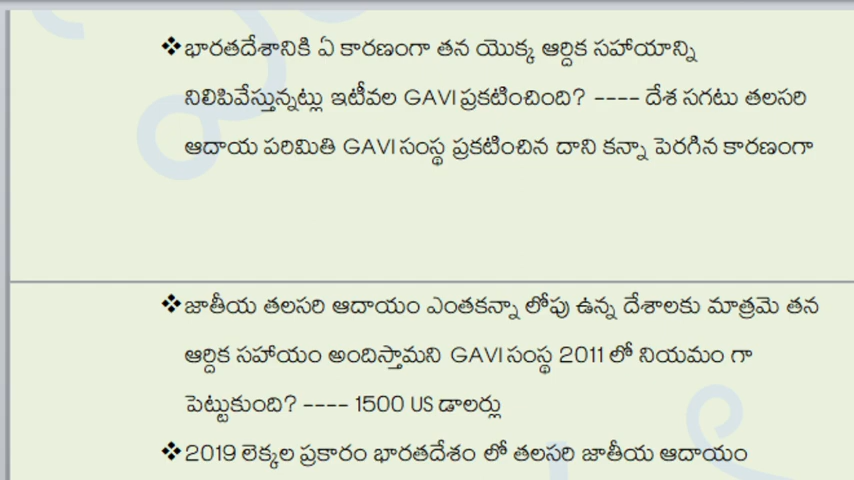 ❖భారతదేశానికి ఏ కారణంగా తన యొక్క ఆర్ధిక సహాయాన్ని
నిలిపివేస్తున్నట్లు ఇటీవల GAVI ప్రకటించింది? ---- దేశ సగటు తలసరి
ఆదాయ పరిమితి GAVI సంస్థ ప్రకటించిన దాని కన్నా పెరగిన కారణంగా
❖జాతీయ తలసరి ఆదాయం ఎంతకన్నా లోపు ఉన్న దేశాలకు మాత్రమె తన
ఆర్ధిక సహాయం అందిస్తామని GAVI సంస్థ 2011 లో నియమం గా
పెట్టుకుంది? ---- 1500 US డాలర్లు
❖2019 లెక్కల ప్రకారం భారతదేశం లో తలసరి జాతీయ ఆదాయం